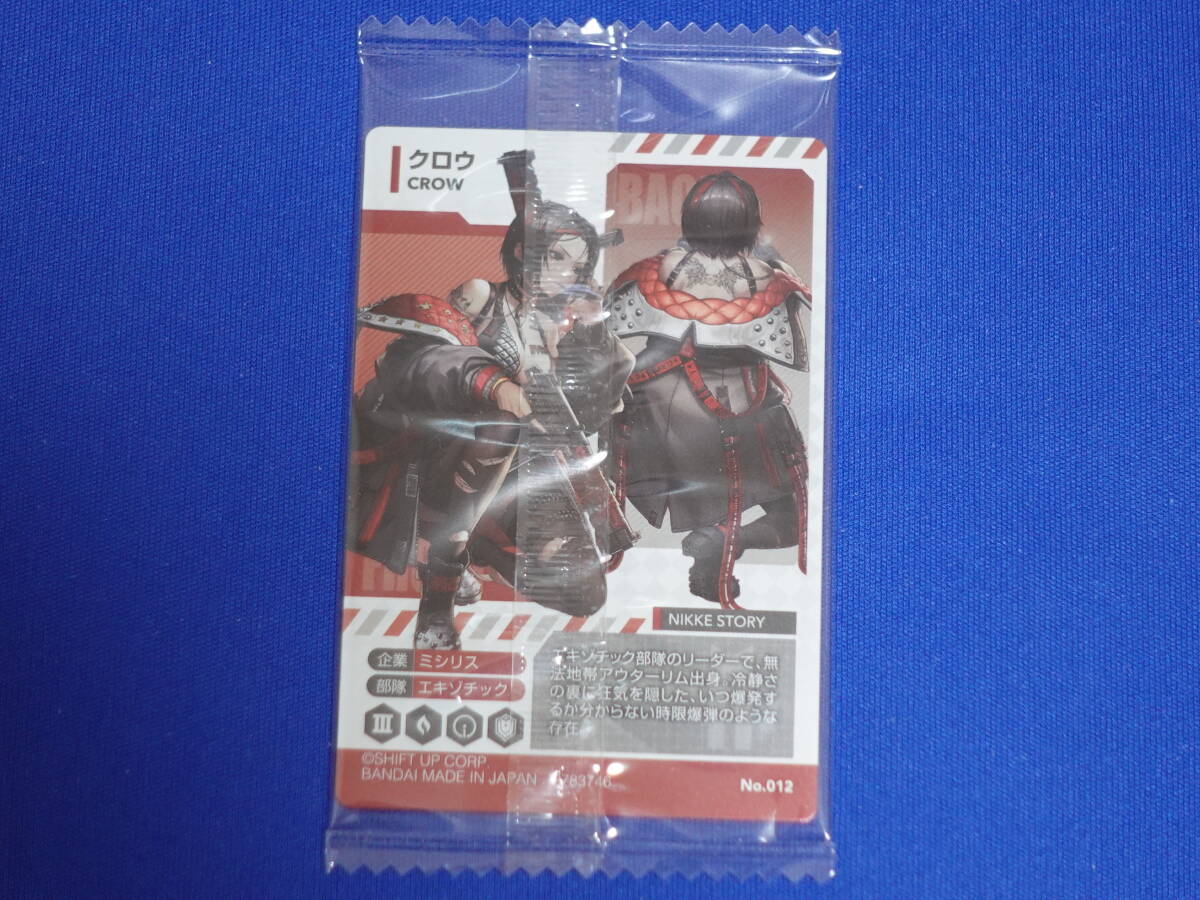 クロウ
CROW
BAC
NIKKE STORY
企業 ミシリス
部隊 エキゾチック
III
エキゾチック部隊のリーダーで、無
法地帯アウターリム出身。冷静さ
の裏に狂気を隠した、いつ爆発す
るか分からない時限爆弾のような
存在
©SHIFT UP CORP.
BANDAI MADE IN JAPAN
No.012